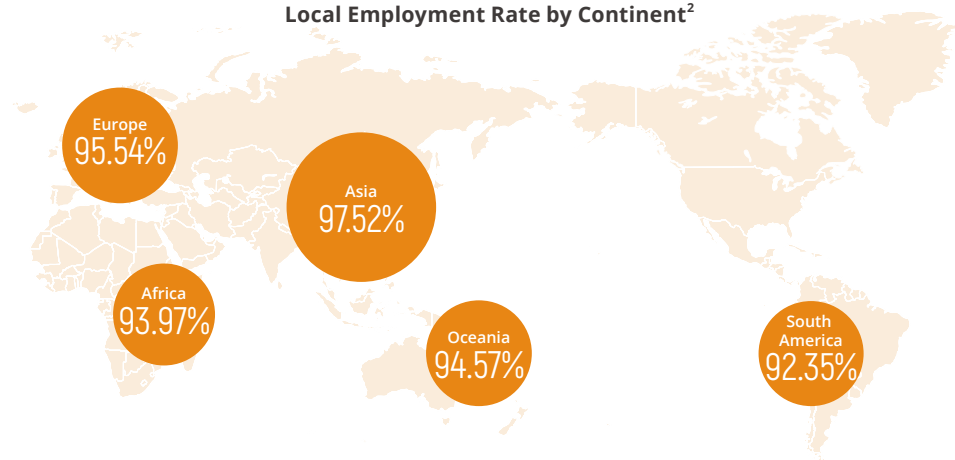 Local Employment Rate by Continent²
Europe
95.54%
Asia
97.52%
Africa
93.97%
Oceania
94.57%
South
America
92.35%